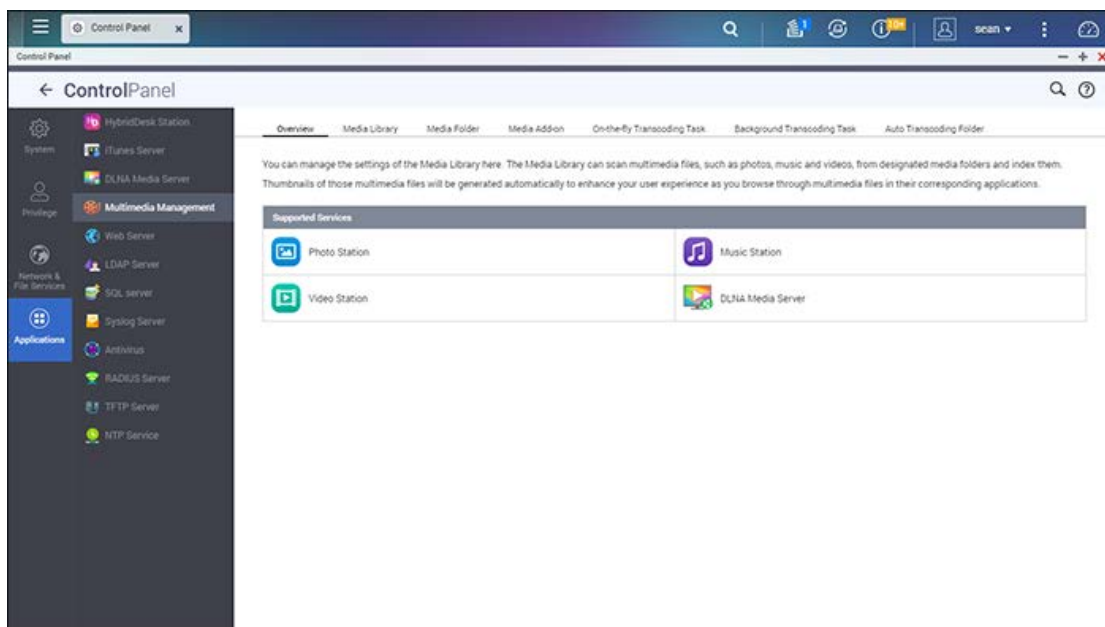 Control Panel
1
10+
sean
Control Panel
ControlPanel
System
Privilege
Network &
File Services
Applications
HybridDesk Station
iTunes Server
DLNA Media Server
Multimedia Management
Web Server
LDAP Server
SQL server
Syslog Server
Antivirus
RADIUS Server
TFTP Server
NTP Service
Overview Media Library Media Folder Media Add-on On-the-fly Transcoding Task Background Transcoding Task Auto Transcoding Folder
You can manage the settings of the Media Library here. The Media Library can scan multimedia files, such as photos, music and videos, from designated media folders and index them.
Thumbnails of those multimedia files will be generated automatically to enhance your user experience as you browse through multimedia files in their corresponding applications.
Supported Services
Photo Station Music Station
Video Station DLNA Media Server